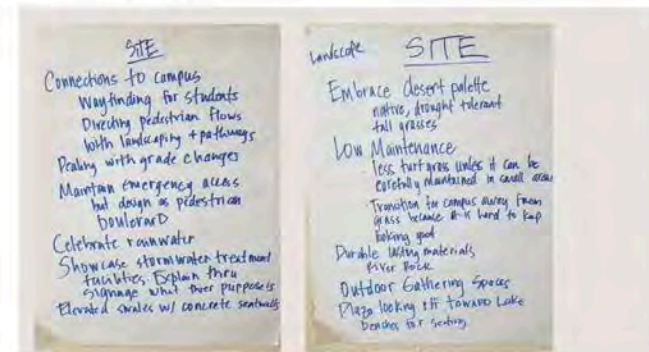 SITE
Connections to campus
Wayfinding for students
Directing pedestrian flows
with landscaping + pathways
Dealing with grade changes
Maintain emergency access
but design as pedestrian
boulevard
Celebrate rainwater
Showcase stormwater treatment
facilities. Explain thru
signage what their purpose is
Elevated swales w/ concrete seatwalls
Landscape SITE
Embrace desert palette
native, drought tolerant
tall grasses
Low Maintenance
· less turf grass unless it can be
carefully maintained in small areas
· Transition for campus away from
grass because it is hard to keep
looking good
Durable lasting materials
River Rock
Outdoor Gathering Spaces
Plaza looking off toward Lake
benches for seating